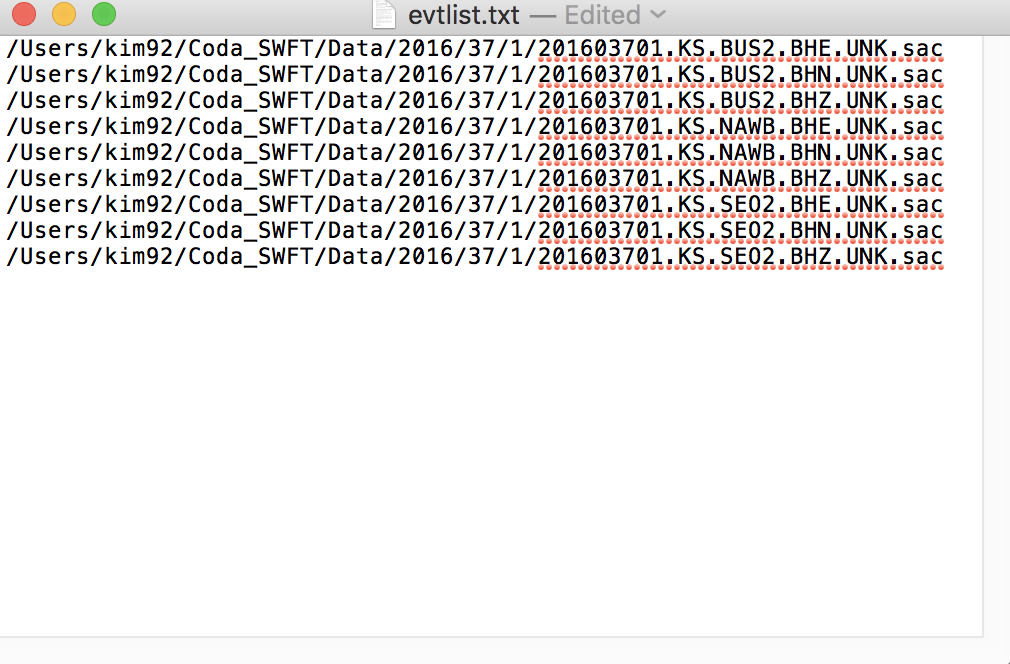 evtlist.txt — Edited
/Users/kim92/Coda_SWFT/Data/2016/37/1/201603701.KS.BUS2.BHE.UNK.sac
/Users/kim92/Coda_SWFT/Data/2016/37/1/201603701.KS.BUS2.BHN.UNK.sac
/Users/kim92/Coda_SWFT/Data/2016/37/1/201603701.KS.BUS2.BHZ.UNK.sac
/Users/kim92/Coda_SWFT/Data/2016/37/1/201603701.KS.NAWB.BHE.UNK.sac
/Users/kim92/Coda_SWFT/Data/2016/37/1/201603701.KS.NAWB.BHN.UNK.sac
/Users/kim92/Coda_SWFT/Data/2016/37/1/201603701.KS.NAWB.BHZ.UNK.sac
/Users/kim92/Coda_SWFT/Data/2016/37/1/201603701.KS.SEO2.BHE.UNK.sac
/Users/kim92/Coda_SWFT/Data/2016/37/1/201603701.KS.SEO2.BHN.UNK.sac
/Users/kim92/Coda_SWFT/Data/2016/37/1/201603701.KS.SEO2.BHZ.UNK.sac